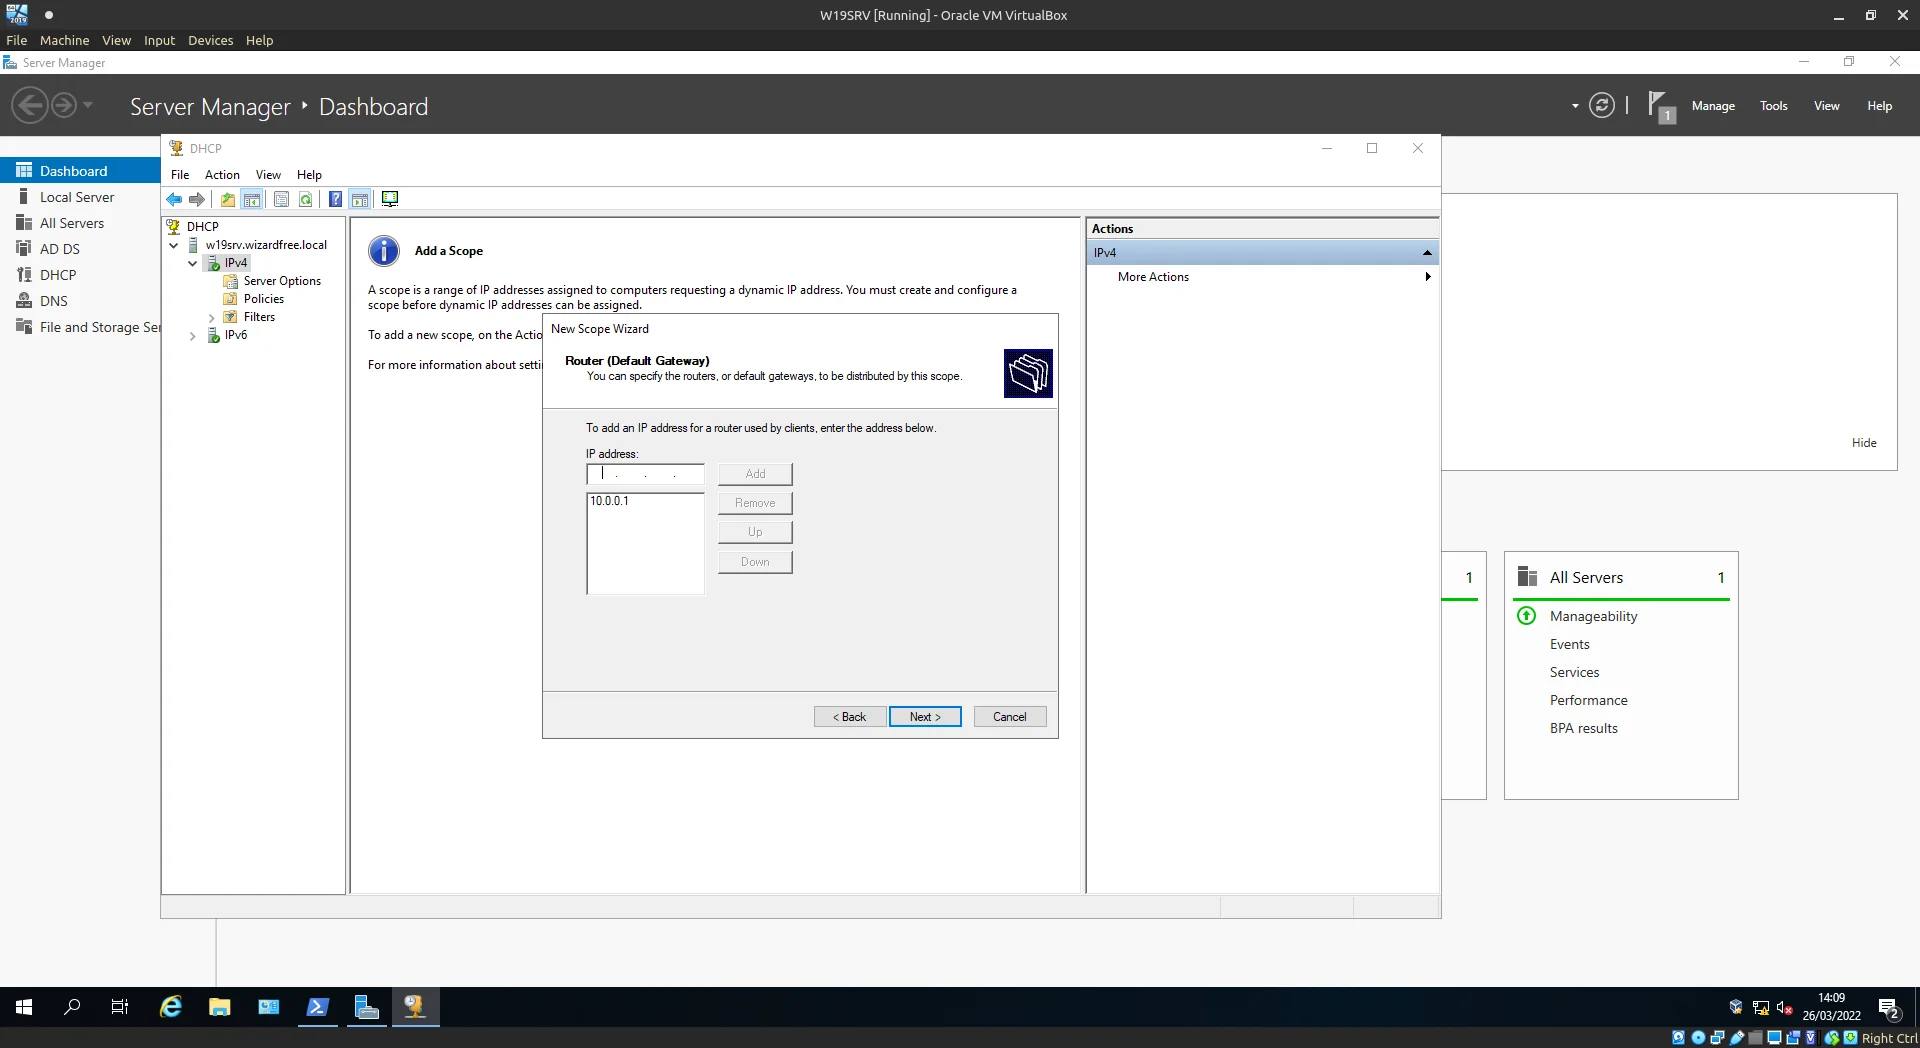 W19SRV [Running] - Oracle VM VirtualBox
File Machine View Input Devices Help
Server Manager
Server Manager ‣ Dashboard
1
Manage Tools View Help
Dashboard
Local Server
All Servers
AD DS
DHCP
DNS
File and Storage Ser
DHCP
File Action View Help
DHCP
w19srv.wizardfree.local
IPv4
Server Options
Policies
Filters
IPv6
Add a Scope
A scope is a range of IP addresses assigned to computers requesting a dynamic IP address. You must create and configure a
scope before dynamic IP addresses can be assigned.
To add a new scope, on the Actio
For more information about setti
New Scope Wizard
Router (Default Gateway)
You can specify the routers, or default gateways, to be distributed by this scope.
To add an IP address for a router used by clients, enter the address below.
IP address:
. . .
Add
10.0.0.1
Remove
Up
Down
< Back
Next >
Cancel
Actions
IPv4
More Actions
Hide
1
All Servers 1
Manageability
Events
Services
Performance
BPA results
14:09
26/03/2022
2
Right Ctrl